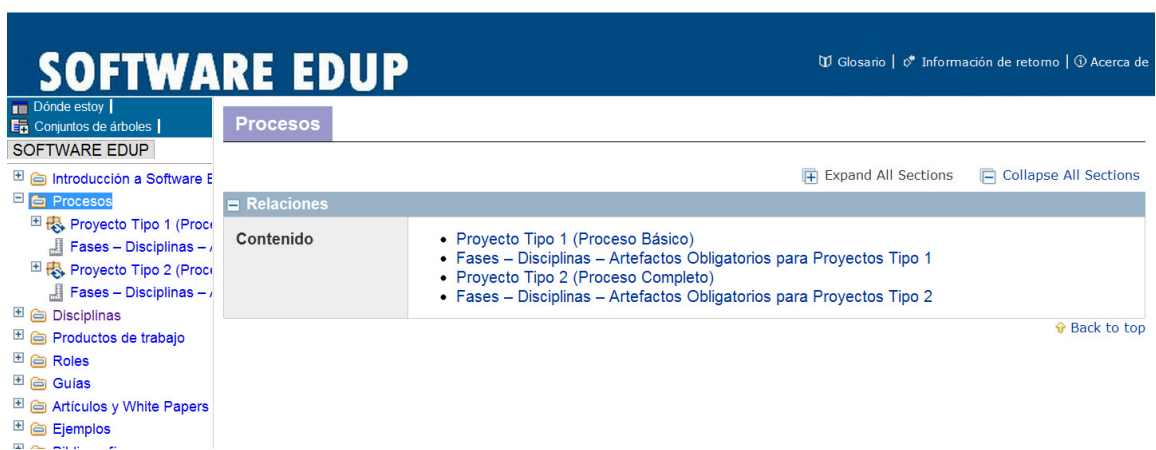 SOFTWARE EDUP
Glosario | Información de retorno | Acerca de
Dónde estoy |
Conjuntos de árboles |
SOFTWARE EDUP
Introducción a Software E
Procesos
Proyecto Tipo 1 (Proce
Fases – Disciplinas –
Proyecto Tipo 2 (Proce
Fases – Disciplinas –
Disciplinas
Productos de trabajo
Roles
Guías
Artículos y White Papers
Ejemplos
Procesos
Expand All Sections Collapse All Sections
Relaciones
Contenido
• Proyecto Tipo 1 (Proceso Básico)
• Fases – Disciplinas – Artefactos Obligatorios para Proyectos Tipo 1
• Proyecto Tipo 2 (Proceso Completo)
• Fases – Disciplinas – Artefactos Obligatorios para Proyectos Tipo 2
Back to top